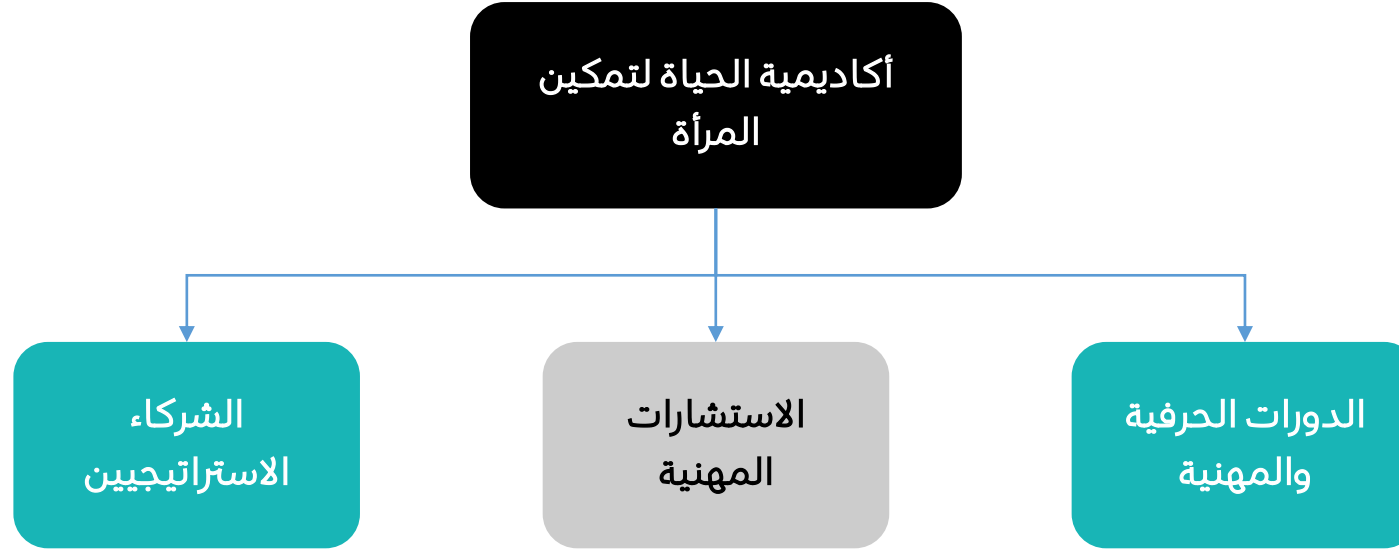 أكاديمية الحياة لتمكين
المرأة
الدورات الحرفية
والمهنية
الاستشارات
المهنية
الشركاء
الاستراتيجيين